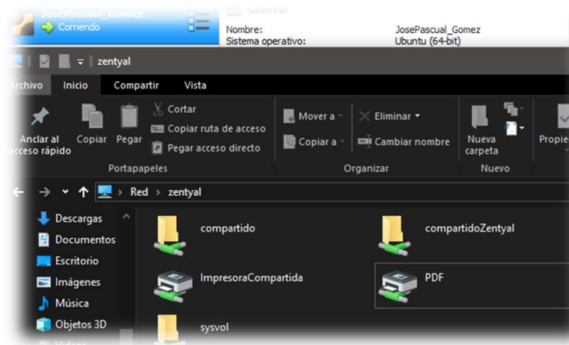 JosePascual_Gomez
Corriendo
General
Nombre: JosePascual_Gomez
Sistema operativo: Ubuntu (64-bit)
zentyal
Archivo Inicio Compartir Vista
Anclar al acceso rápido
Copiar
Pegar
Cortar
Copiar ruta de acceso
Pegar acceso directo
Mover a
Copiar a
Eliminar
Cambiar nombre
Nueva carpeta
Portapapeles Organizar Nuevo
Red > zentyal
Descargas
Documentos
Escritorio
Imágenes
Música
Objetos 3D
compartido
compartidoZentyal
ImpresoraCompartida
PDF
sysvol